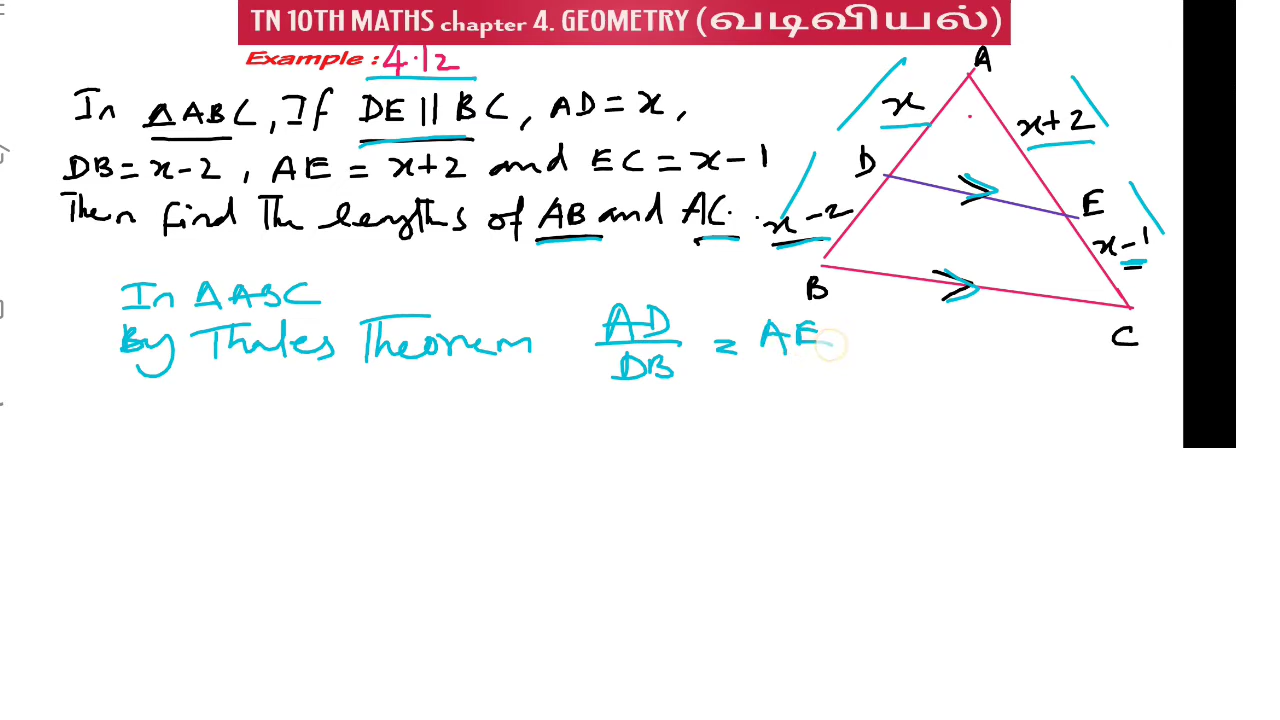 TN 10TH MATHS chapter 4. GEOMETRY (வடிவியல்)
Example : 4.12
In ΔABC, If DE || BC, AD = x,
DB = x-2, AE = x+2 and EC = x-1
Then find the lengths of AB and AC.
A
x
x+2
D
E
x-2
x-1
B
C
In ΔABC
By Thales Theorem AD/DB = AE